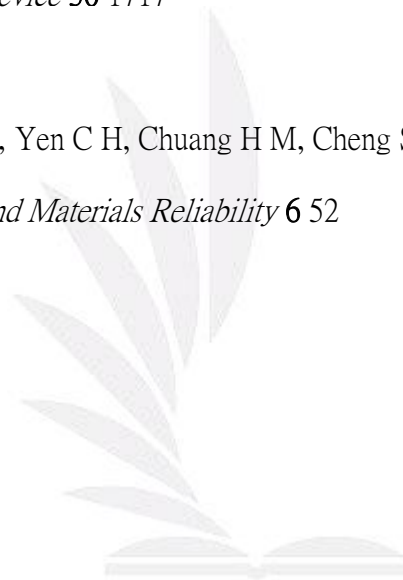 , Yen C H, Chuang H M, Cheng
nd Materials Reliability 6 52